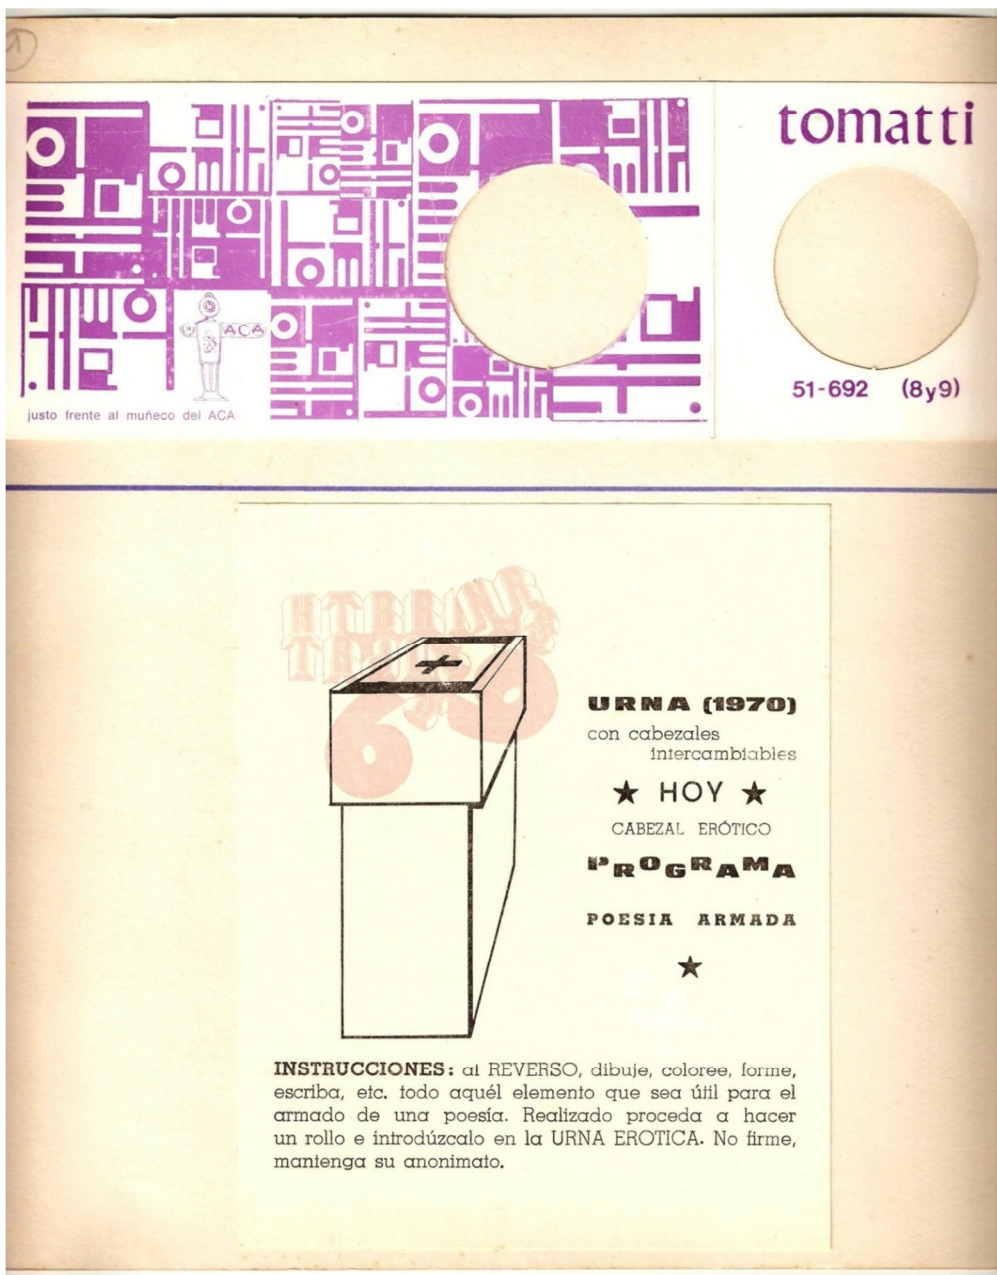 1
tomatti
ACA
justo frente al muñeco del ACA
51-692 (8y9)
URNA (1970)
con cabezales
intercambiables
★ HOY ★
CABEZAL ERÓTICO
PROGRAMA
POESIA ARMADA
★
INSTRUCCIONES: al REVERSO, dibuje, coloree, forme,
escriba, etc. todo aquél elemento que sea útil para el
armado de una poesía. Realizado proceda a hacer
un rollo e introdúzcalo en la URNA EROTICA. No firme,
mantenga su anonimato.